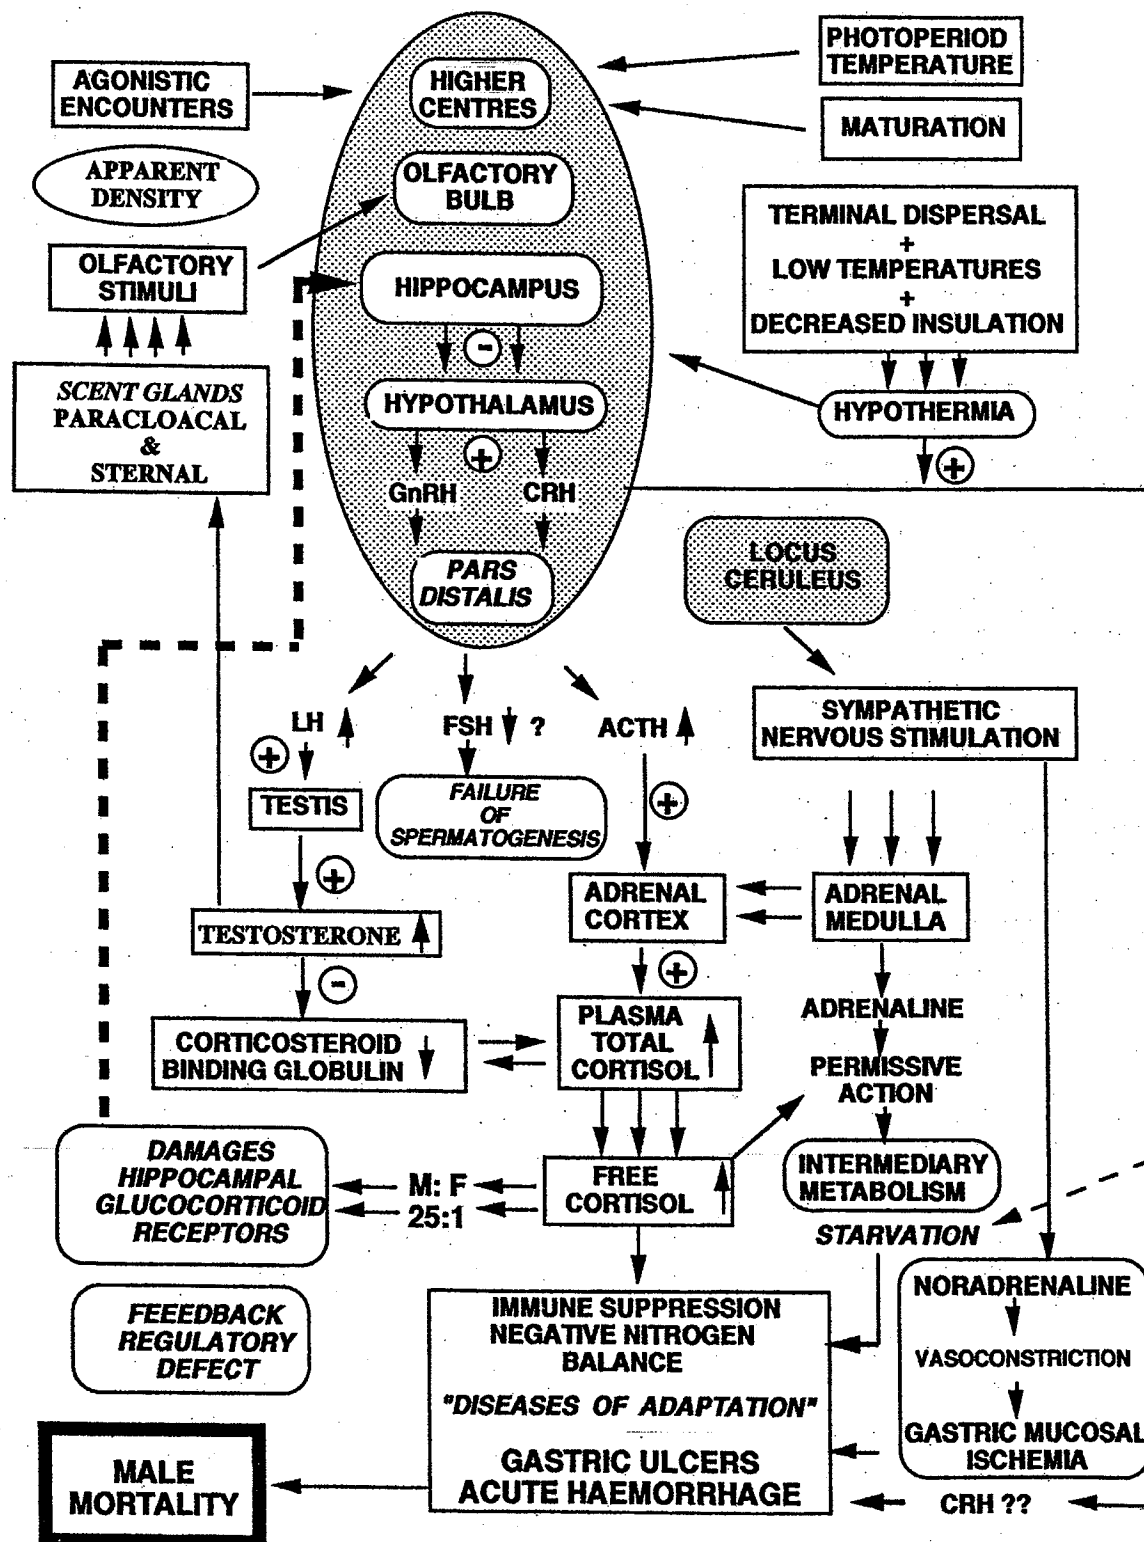 PHOTOPERIOD
TEMPERATURE
AGONISTIC
ENCOUNTERS
HIGHER
CENTRES
MATURATION
APPARENT
DENSITY
OLFACTORY
BULB
TERMINAL DISPERSAL
+
LOW TEMPERATURES
+
DECREASED INSULATION
OLFACTORY
STIMULI
HIPPOCAMPUS
-
SCENT GLANDS
PARACLOACAL
&
STERNAL
HYPOTHALAMUS
HYPOTHERMIA
+
+
GnRH
CRH
PARS
DISTALIS
LOCUS
CERULEUS
LH
FSH ?
ACTH
SYMPATHETIC
NERVOUS STIMULATION
+
TESTIS
FAILURE
OF
SPERMATOGENESIS
+
+
ADRENAL
CORTEX
ADRENAL
MEDULLA
TESTOSTERONE
-
+
ADRENALINE
CORTICOSTEROID
BINDING GLOBULIN
PLASMA
TOTAL
CORTISOL
PERMISSIVE
ACTION
DAMAGES
HIPPOCAMPAL
GLUCOCORTICOID
RECEPTORS
M: F
25:1
FREE
CORTISOL
INTERMEDIARY
METABOLISM
STARVATION
FEEEDBACK
REGULATORY
DEFECT
IMMUNE SUPPRESSION
NEGATIVE NITROGEN
BALANCE
"DISEASES OF ADAPTATION"
GASTRIC ULCERS
ACUTE HAEMORRHAGE
NORADRENALINE
VASOCONSTRICTION
GASTRIC MUCOSAL
ISCHEMIA
CRH ??
MALE
MORTALITY